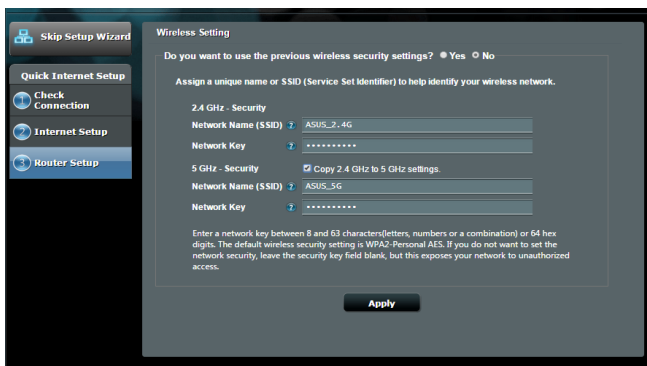 Skip Setup Wizard
Quick Internet Setup
1 Check
Connection
2 Internet Setup
3 Router Setup
Wireless Setting
Do you want to use the previous wireless security settings? Yes No
Assign a unique name or SSID (Service Set Identifier) to help identify your wireless network.
2.4 GHz - Security
Network Name (SSID) ? ASUS_2.4G
Network Key ? ••••••••••
5 GHz - Security Copy 2.4 GHz to 5 GHz settings.
Network Name (SSID) ? ASUS_5G
Network Key ? ••••••••••
Enter a network key between 8 and 63 characters(letters, numbers or a combination) or 64 hex
digits. The default wireless security setting is WPA2-Personal AES. If you do not want to set the
network security, leave the security key field blank, but this exposes your network to unauthorized
access.
Apply